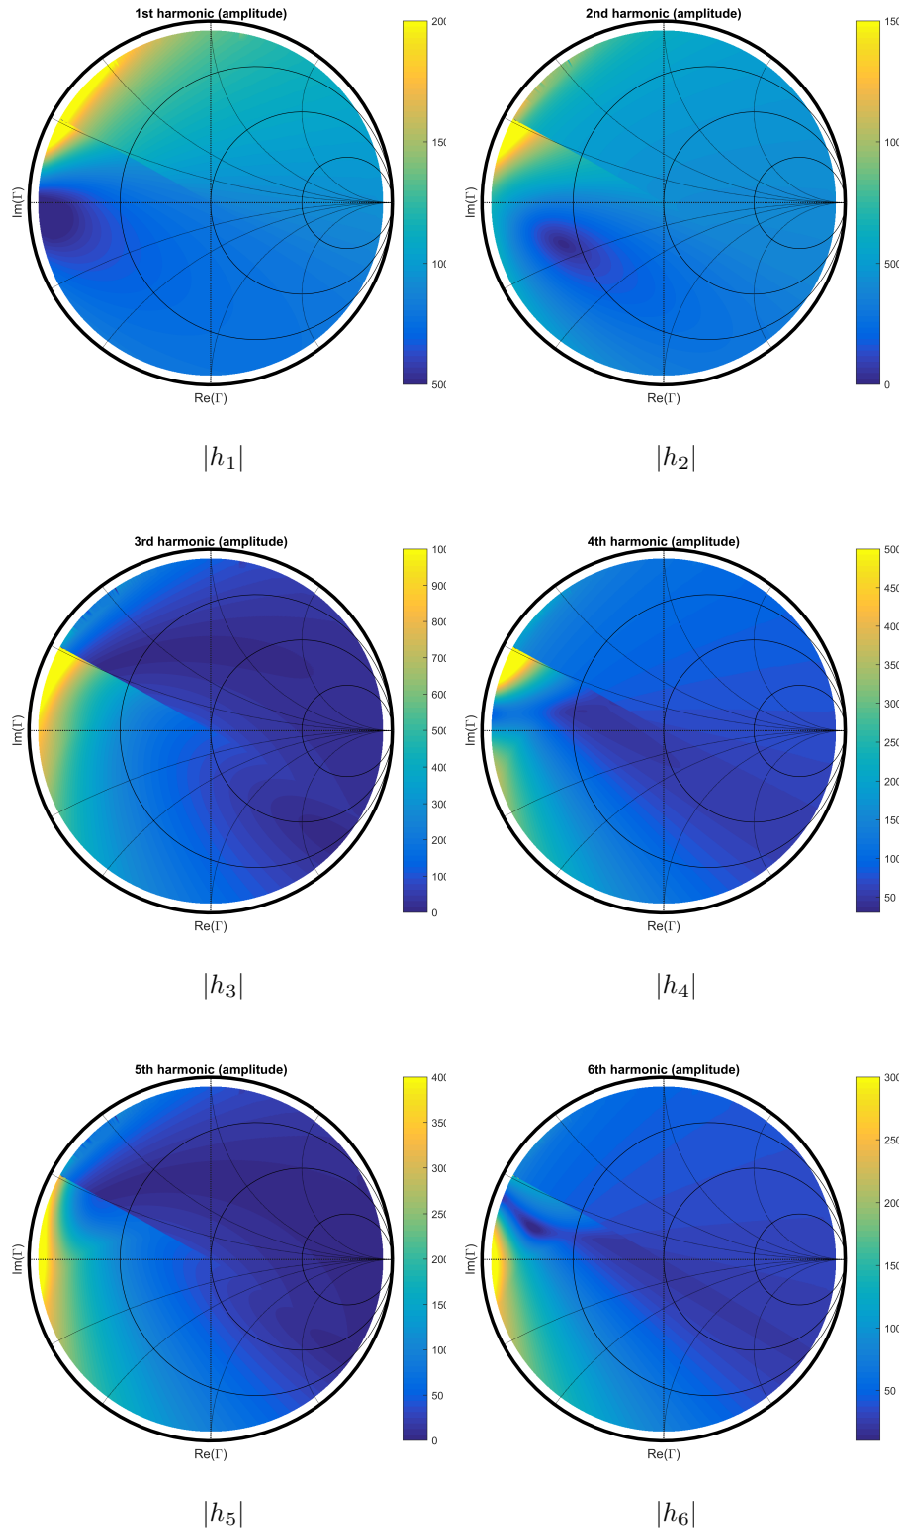 1st harmonic (amplitude)
200
150
100
500
Im(Γ)
Re(Γ)
|h₁|
2nd harmonic (amplitude)
150
100
500
0
Im(Γ)
Re(Γ)
|h₂|
3rd harmonic (amplitude)
100
900
800
700
600
500
400
300
200
100
0
Im(Γ)
Re(Γ)
|h₃|
4th harmonic (amplitude)
500
450
400
350
300
250
200
150
100
50
Im(Γ)
Re(Γ)
|h₄|
5th harmonic (amplitude)
400
350
300
250
200
150
100
50
0
Im(Γ)
Re(Γ)
|h₅|
6th harmonic (amplitude)
300
250
200
150
100
50
Im(Γ)
Re(Γ)
|h₆|